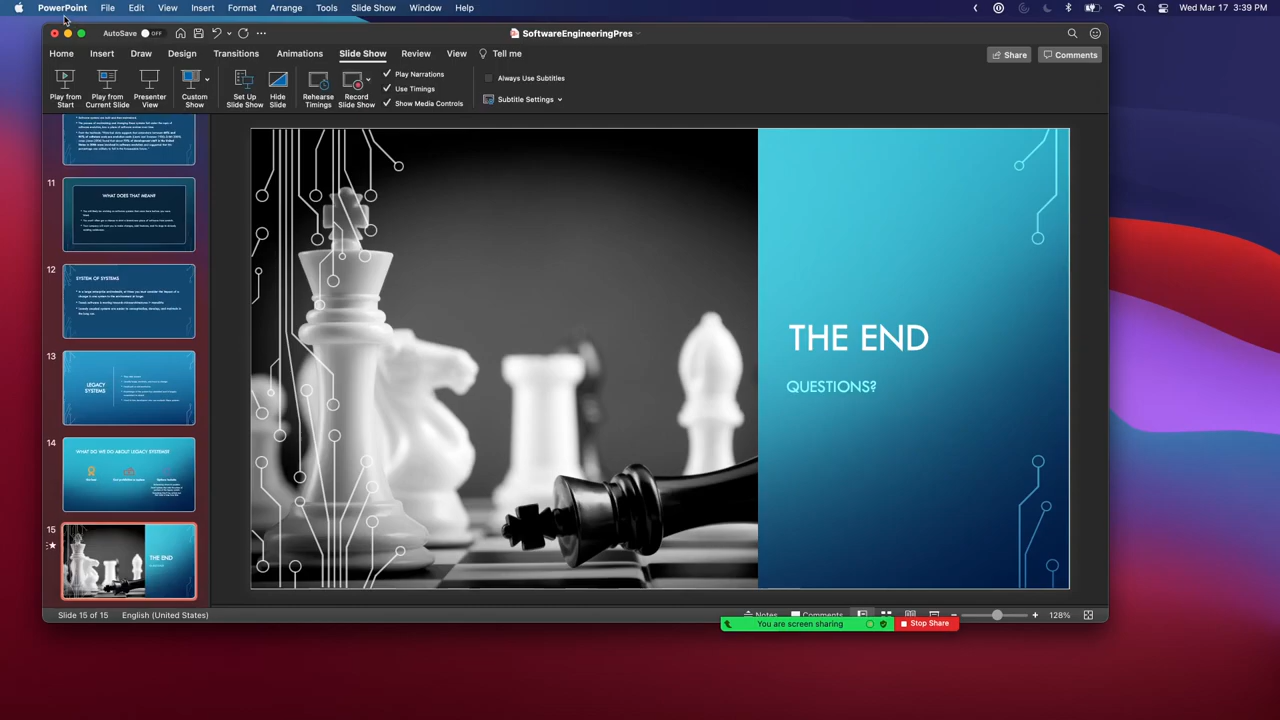 PowerPoint File Edit View Insert Format Arrange Tools Slide Show Window Help Wed Mar 17 3:39 PM
AutoSave OFF SoftwareEngineeringPres
Home Insert Draw Design Transitions Animations Slide Show Review View Tell me Share Comments
Play from Start
Play from Current Slide
Presenter View
Custom Show
Set Up Slide Show
Hide Slide
Rehearse Timings
Record Slide Show
Play Narrations
Use Timings
Show Media Controls
Always Use Subtitles
Subtitle Settings
11
WHAT DOES THAT MEAN?
12
SYSTEM OF SYSTEMS
13
LEGACY
SYSTEMS
14
WHAT DO WE DO ABOUT LEGACY SYSTEMS?
15
THE END
THE END
QUESTIONS?
Slide 15 of 15 English (United States) Notes Comments 128%
You are screen sharing Stop Share